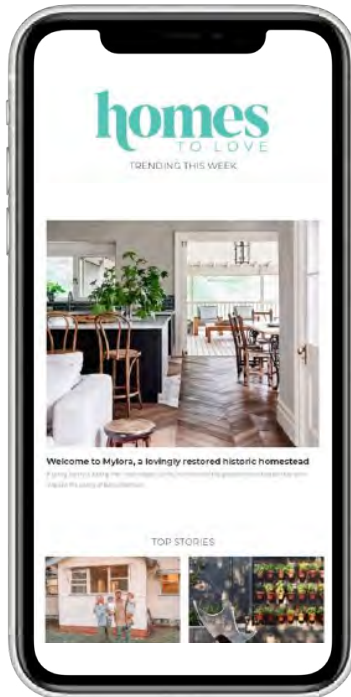 homes
TO LOVE
TRENDING THIS WEEK
Welcome to Mylora, a lovingly restored historic homestead
TOP STORIES